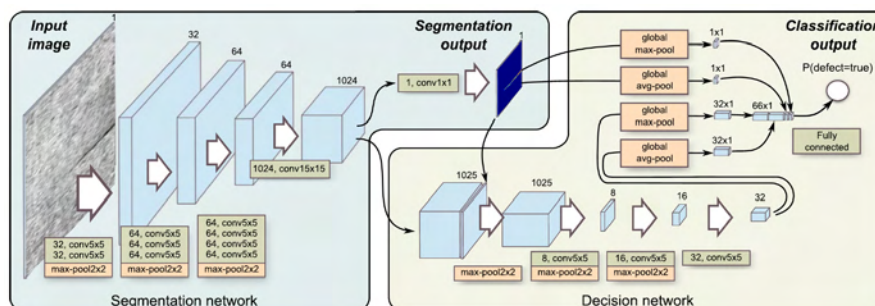 Input
image
1
32
64
64
1024
Segmentation
output
1
1, conv1x1
1024, conv15x15
32, conv5x5
32, conv5x5
max-pool2x2
64, conv5x5
64, conv5x5
64, conv5x5
max-pool2x2
64, conv5x5
64, conv5x5
64, conv5x5
64, conv5x5
max-pool2x2
Segmentation network
global
max-pool
1x1
global
avg-pool
1x1
global
max-pool
32x1
66x1
global
avg-pool
32x1
Classification
output
P(defect=true)
Fully
connected
1025
1025
8
16
32
max-pool2x2
8, conv5x5
max-pool2x2
16, conv5x5
max-pool2x2
32, conv5x5
Decision network